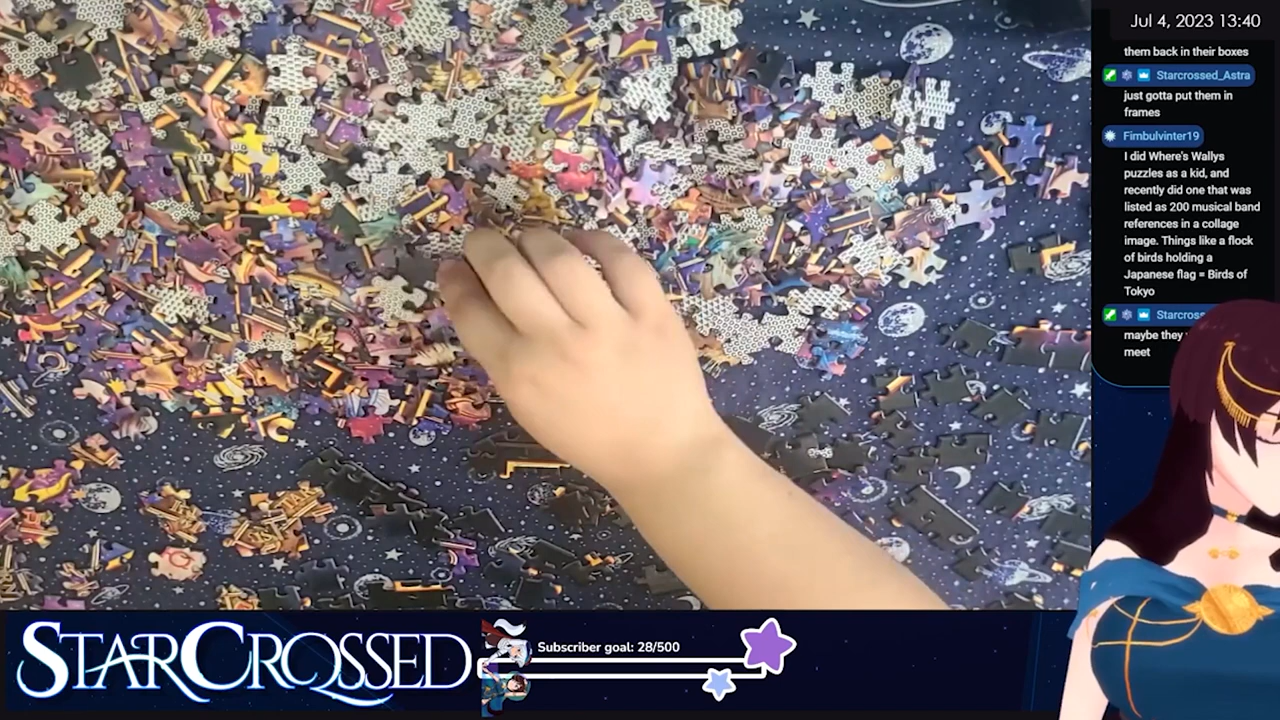 Jul 4, 2023 13:40
them back in their boxes
Starcrossed_Astra
just gotta put them in
frames
Fimbulvinter19
I did Where's Wallys
puzzles as a kid, and
recently did one that was
listed as 200 musical band
references in a collage
image. Things like a flock
of birds holding a
Japanese flag = Birds of
Tokyo
Starcross
maybe they
meet
STARCROSSED
Subscriber goal: 28/500